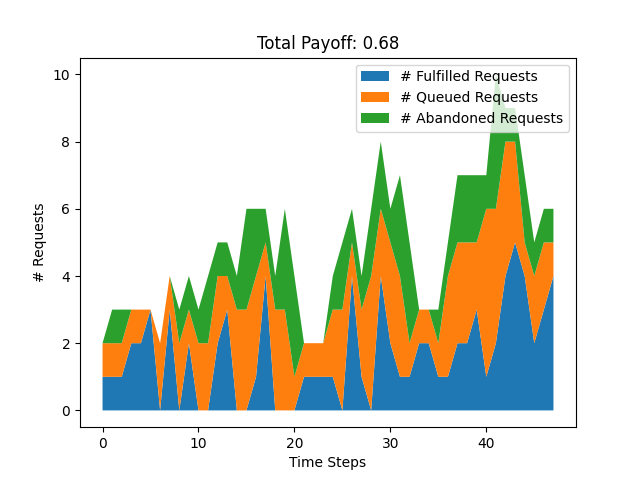 Total Payoff: 0.68
# Fulfilled Requests
# Queued Requests
# Abandoned Requests
10
8
6
4
2
0
# Requests
0 10 20 30 40
Time Steps